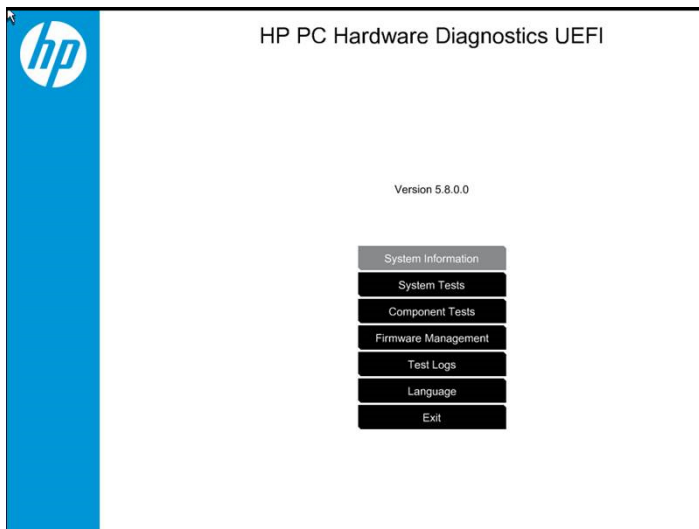 hp
HP PC Hardware Diagnostics UEFI
Version 5.8.0.0
System Information
System Tests
Component Tests
Firmware Management
Test Logs
Language
Exit